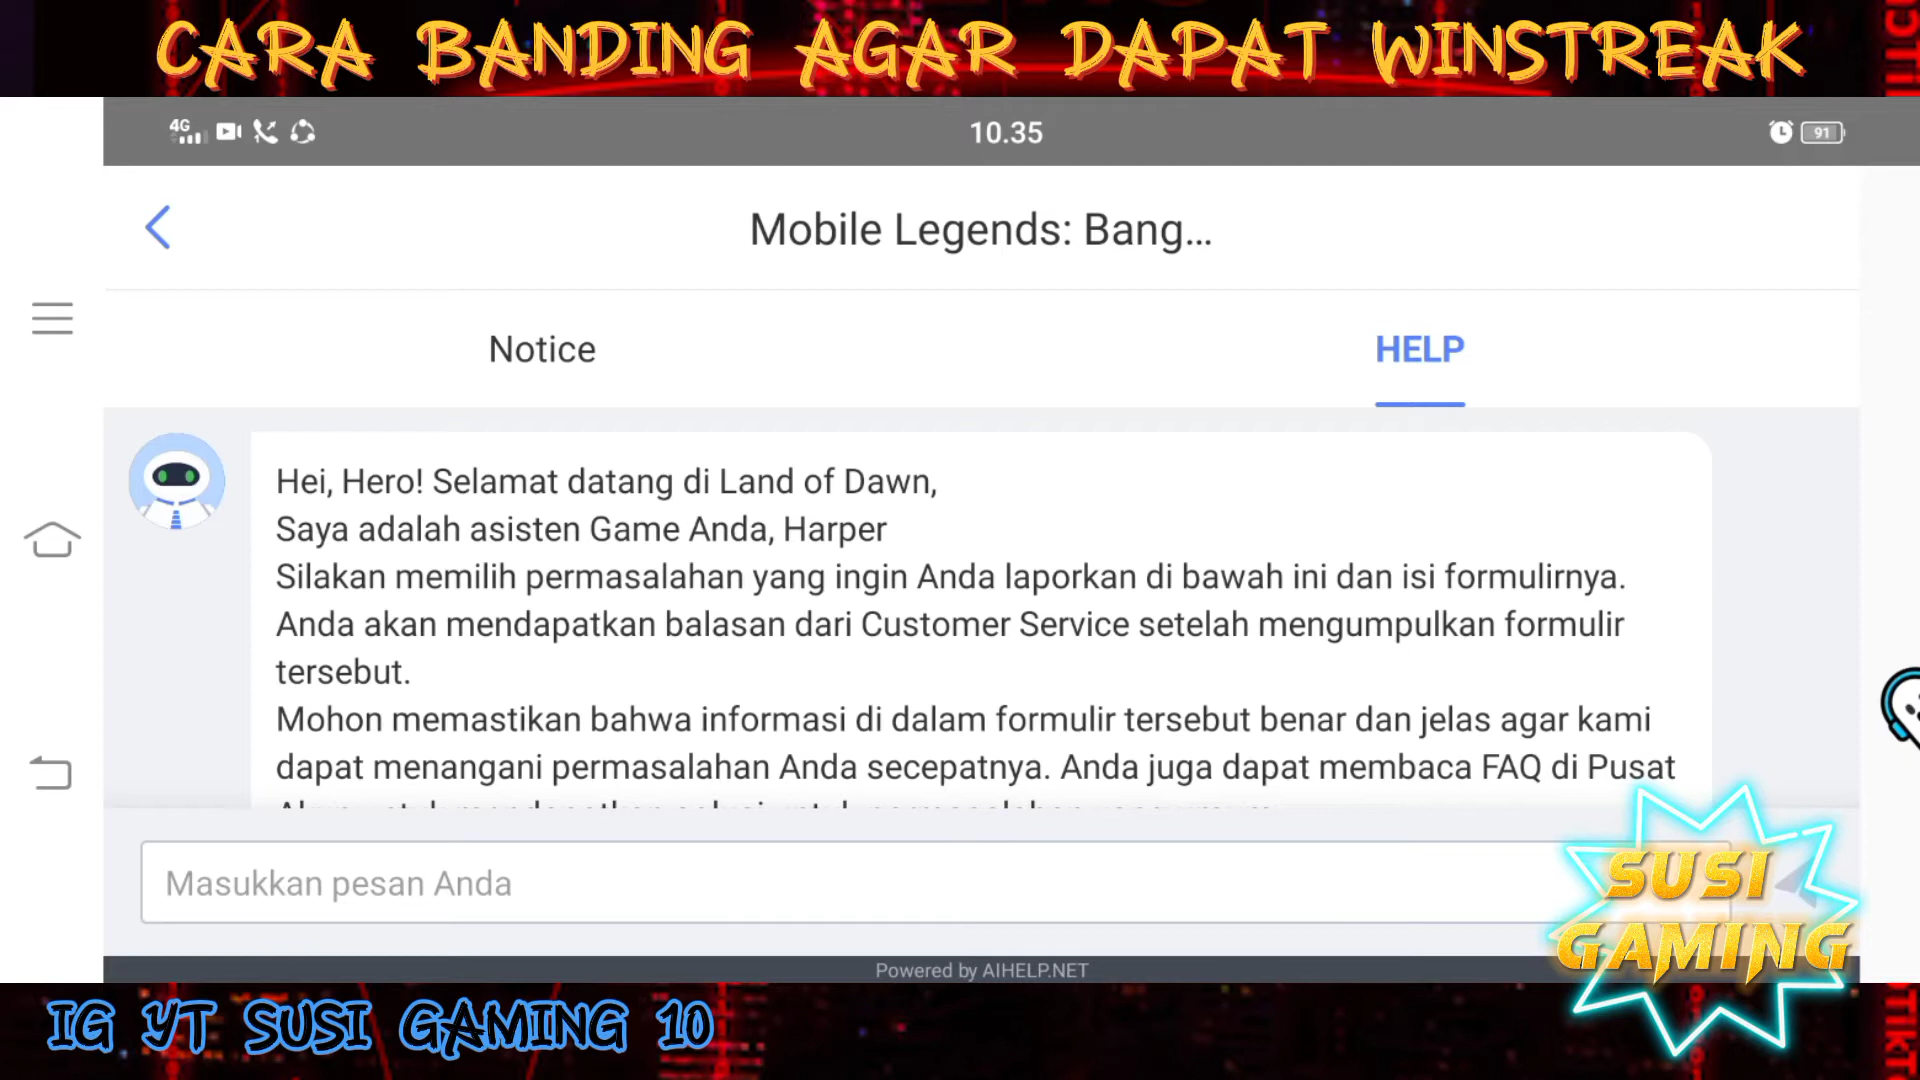 CARA BANDING AGAR DAPAT WINSTREAK
4G
10.35
91
Mobile Legends: Bang...
Notice
HELP
Hei, Hero! Selamat datang di Land of Dawn,
Saya adalah asisten Game Anda, Harper
Silakan memilih permasalahan yang ingin Anda laporkan di bawah ini dan isi formulirnya.
Anda akan mendapatkan balasan dari Customer Service setelah mengumpulkan formulir
tersebut.
Mohon memastikan bahwa informasi di dalam formulir tersebut benar dan jelas agar kami
dapat menangani permasalahan Anda secepatnya. Anda juga dapat membaca FAQ di Pusat
Masukkan pesan Anda
SUSI
GAMING
Powered by AIHELP.NET
IG YT SUSI GAMING 10